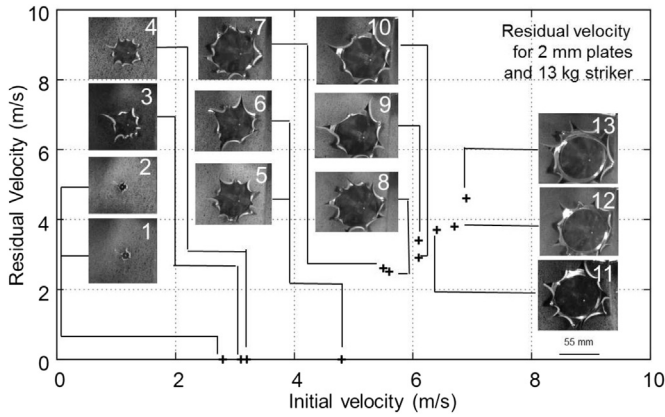 Residual velocity
for 2 mm plates
and 13 kg striker
4
7
10
3
6
9
2
5
8
1
13
12
11
55 mm
10
8
6
4
2
0
Residual Velocity (m/s)
0 2 4 6 8 10
Initial velocity (m/s)